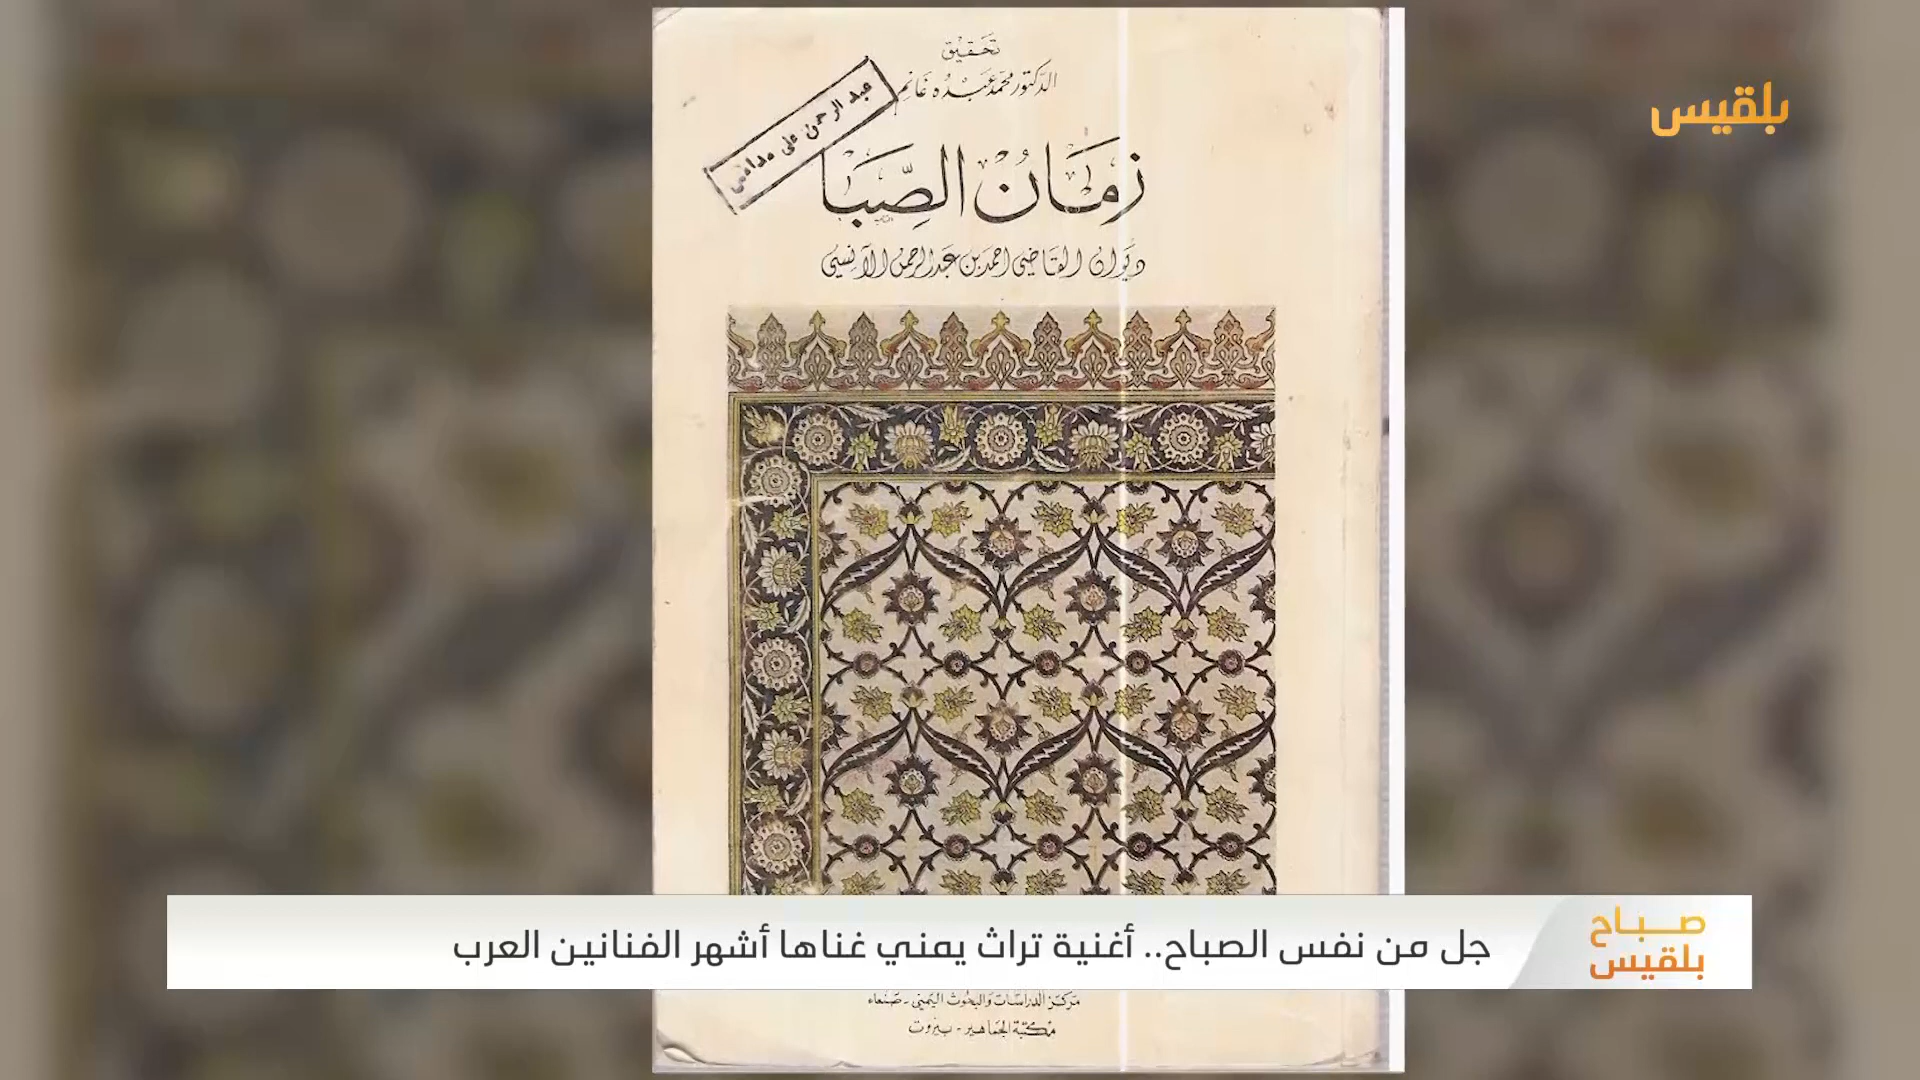 تحقيق
الدكتور محمد عبده غانم
عبد الرحمن علي
زمان الصبا
ديوان القاضي احمد بن عبد الرحمن الآنسي
بلقيس
جل من نفس الصباح.. أغنية تراث يمني غناها أشهر الفنانين العرب
صباح
بلقيس
مركز الدراسات والبحوث اليمني - صنعاء
مكتبة الجماهير - بيروت